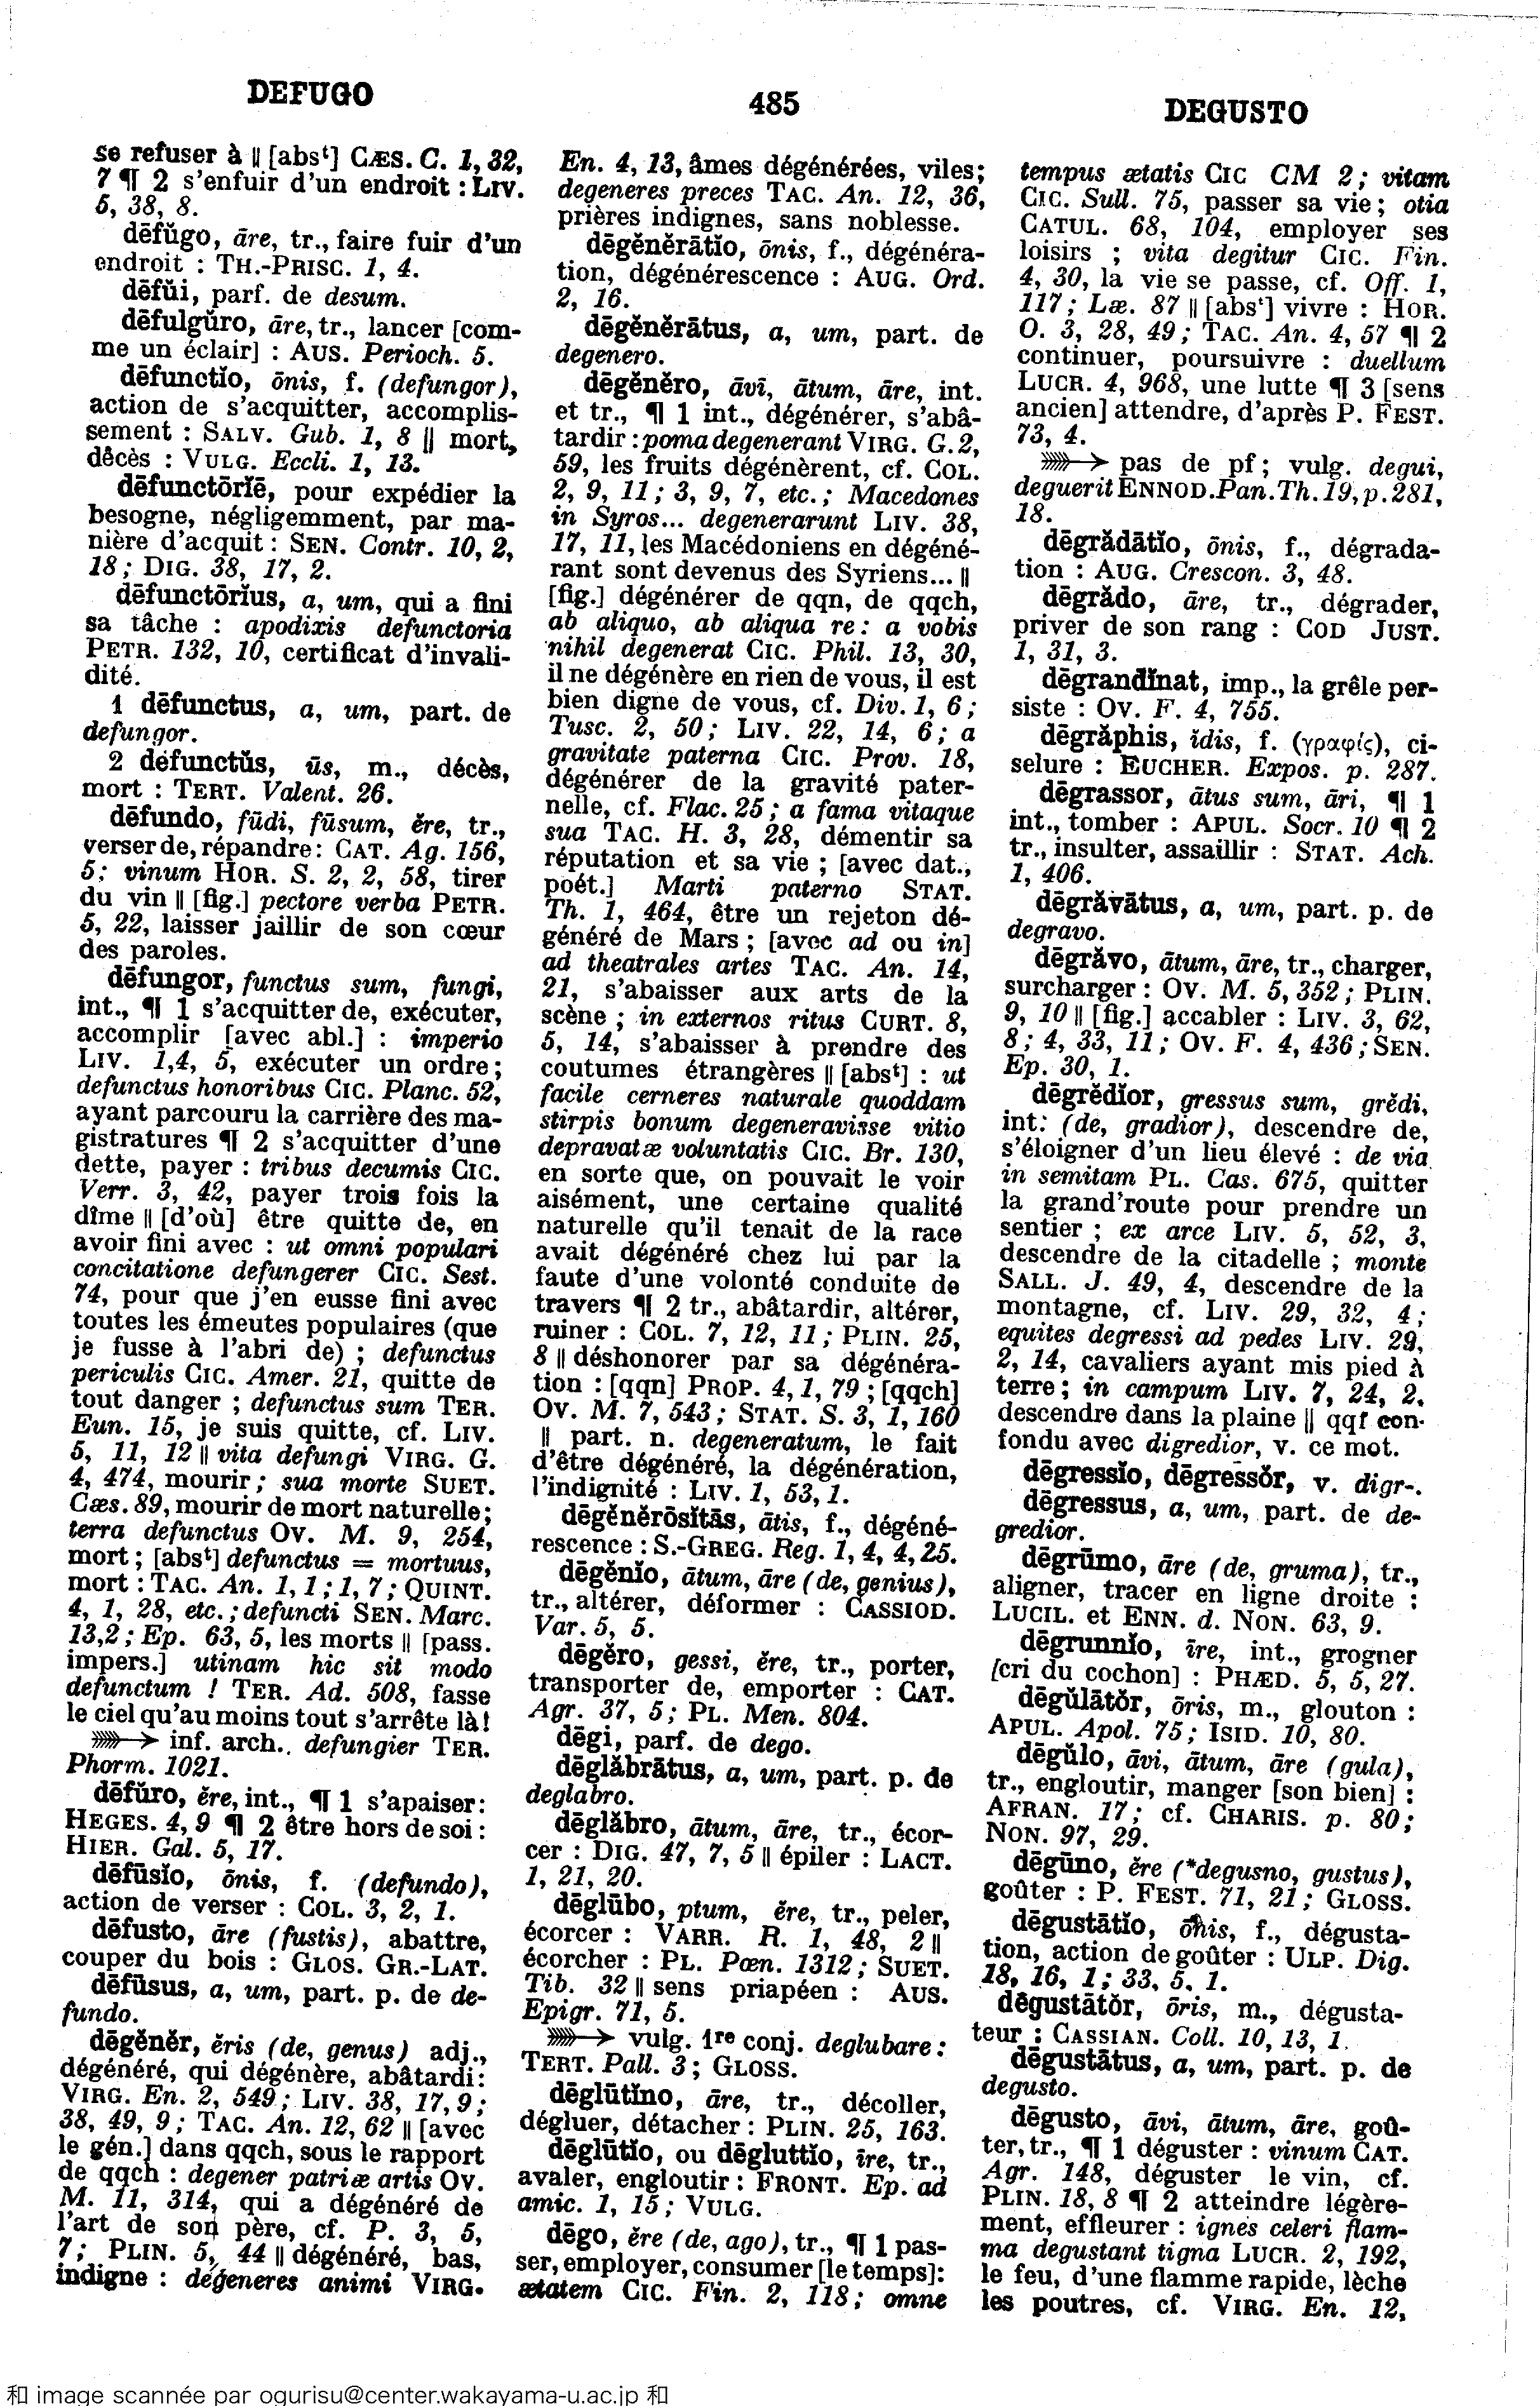 DEFUGO
485
DEGUSTO
se refuser à ‖ [absᵗ] CÆS. C. 1, 32,
7 ¶ 2 s'enfuir d'un endroit : LIV.
5, 38, 8.
dēfŭgo, āre, tr., faire fuir d'un
endroit : TH.-PRISC. 1, 4.
dēfŭi, parf. de desum.
dēfulgŭro, āre, tr., lancer [com-
me un éclair] : AUS. Perioch. 5.
dēfunctĭo, ōnis, f. (defungor),
action de s'acquitter, accomplis-
sement : SALV. Gub. 1, 8 ‖ mort,
décès : VULG. Eccli. 1, 13.
dēfunctōrĭē, pour expédier la
besogne, négligemment, par ma-
nière d'acquit : SEN. Contr. 10, 2,
18; DIG. 38, 17, 2.
dēfunctōrĭus, a, um, qui a fini
sa tâche : apodixis defunctoria
PETR. 132, 10, certificat d'invali-
dité.
1 dēfunctus, a, um, part. de
defungor.
2 dēfunctŭs, ūs, m., décès,
mort : TERT. Valent. 26.
dēfundo, fūdi, fūsum, ĕre, tr.,
verser de, répandre : CAT. Ag. 156,
5; vinum HOR. S. 2, 2, 58, tirer
du vin ‖ [fig.] pectore verba PETR.
5, 22, laisser jaillir de son cœur
des paroles.
dēfungor, functus sum, fungi,
int., ¶ 1 s'acquitter de, exécuter,
accomplir [avec abl.] : imperio
LIV. 1,4, 5, exécuter un ordre;
defunctus honoribus CIC. Planc. 52,
ayant parcouru la carrière des ma-
gistratures ¶ 2 s'acquitter d'une
dette, payer : tribus decumis CIC.
Verr. 3, 42, payer trois fois la
dîme ‖ [d'où] être quitte de, en
avoir fini avec : ut omni populari
concitatione defungerer CIC. Sest.
74, pour que j'en eusse fini avec
toutes les émeutes populaires (que
je fusse à l'abri de) ; defunctus
periculis CIC. Amer. 21, quitte de
tout danger ; defunctus sum TER.
Eun. 15, je suis quitte, cf. LIV.
5, 11, 12 ‖ vita defungi VIRG. G.
4, 474, mourir; sua morte SUET.
Cæs. 89, mourir de mort naturelle;
terra defunctus OV. M. 9, 254,
mort; [absᵗ] defunctus = mortuus,
mort : TAC. An. 1, 1; 1, 7; QUINT.
4, 1, 28, etc.; defuncti SEN. Marc.
13,2; Ep. 63, 5, les morts ‖ [pass.
impers.] utinam hic sit modo
defunctum ! TER. Ad. 508, fasse
le ciel qu'au moins tout s'arrête là!
➳ inf. arch., defungier TER.
Phorm. 1021.
dēfŭro, ĕre, int., ¶ 1 s'apaiser:
HEGES. 4, 9 ¶ 2 être hors de soi :
HIER. Gal. 5, 17.
dēfūsĭo, ōnis, f. (defundo),
action de verser : COL. 3, 2, 1.
dēfusto, āre (fustis), abattre,
couper du bois : GLOS. GR.-LAT.
dēfūsus, a, um, part. p. de de-
fundo.
dēgĕnĕr, ĕris (de, genus) adj.,
dégénéré, qui dégénère, abâtardi:
VIRG. En. 2, 549; LIV. 38, 17, 9;
38, 49, 9; TAC. An. 12, 62 ‖ [avec
le gén.] dans qqch, sous le rapport
de qqch : degener patriæ artis OV.
M. 11, 314, qui a dégénéré de
l'art de son père, cf. P. 3, 5,
7; PLIN. 5, 44 ‖ dégénéré, bas,
indigne : degeneres animi VIRG.
En. 4, 13, âmes dégénérées, viles;
degeneres preces TAC. An. 12, 36,
prières indignes, sans noblesse.
dēgĕnĕrātĭo, ōnis, f., dégénéra-
tion, dégénérescence : AUG. Ord.
2, 16.
dēgĕnĕrātus, a, um, part. de
degenero.
dēgĕnĕro, āvī, ātum, āre, int.
et tr., ¶ 1 int., dégénérer, s'abâ-
tardir : poma degenerant VIRG. G. 2,
59, les fruits dégénèrent, cf. COL.
2, 9, 11; 3, 9, 7, etc.; Macedones
in Syros... degenerarunt LIV. 38,
17, 11, les Macédoniens en dégéné-
rant sont devenus des Syriens... ‖
[fig.] dégénérer de qqn, de qqch,
ab aliquo, ab aliqua re : a vobis
nihil degenerat CIC. Phil. 13, 30,
il ne dégénère en rien de vous, il est
bien digne de vous, cf. Div. 1, 6;
Tusc. 2, 50; LIV. 22, 14, 6; a
gravitate paterna CIC. Prov. 18,
dégénérer de la gravité pater-
nelle, cf. Flac. 25; a fama vitaque
sua TAC. H. 3, 28, démentir sa
réputation et sa vie ; [avec dat.,
poét.] Marti paterno STAT.
Th. 1, 464, être un rejeton dé-
généré de Mars ; [avec ad ou in]
ad theatrales artes TAC. An. 14,
21, s'abaisser aux arts de la
scène ; in externos ritus CURT. 8,
5, 14, s'abaisser à prendre des
coutumes étrangères ‖ [absᵗ] : ut
facile cerneres naturale quoddam
stirpis bonum degeneravisse vitio
depravatæ voluntatis CIC. Br. 130,
en sorte que, on pouvait le voir
aisément, une certaine qualité
naturelle qu'il tenait de la race
avait dégénéré chez lui par la
faute d'une volonté conduite de
travers ¶ 2 tr., abâtardir, altérer,
ruiner : COL. 7, 12, 11; PLIN. 25,
8 ‖ déshonorer par sa dégénéra-
tion : [qqn] PROP. 4, 1, 79 ; [qqch]
OV. M. 7, 543; STAT. S. 3, 1, 160
‖ part. n. degeneratum, le fait
d'être dégénéré, la dégénération,
l'indignité : LIV. 1, 53, 1.
dēgĕnĕrōsĭtās, ātis, f., dégéné-
rescence : S.-GREG. Reg. 1, 4, 4, 25.
dēgĕnĭo, ātum, āre (de, genius),
tr., altérer, déformer : CASSIOD.
Var. 5, 5.
dēgĕro, gessi, ĕre, tr., porter,
transporter de, emporter : CAT.
Agr. 37, 5; PL. Men. 804.
dēgi, parf. de dego.
dēglăbrātus, a, um, part. p. de
deglabro.
dēglăbro, ātum, āre, tr., écor-
cer : DIG. 47, 7, 5 ‖ épiler : LACT.
1, 21, 20.
dēglūbo, ptum, ĕre, tr., peler,
écorcer : VARR. R. 1, 48, 2 ‖
écorcher : PL. Pœn. 1312; SUET.
Tib. 32 ‖ sens priapéen : AUS.
Epigr. 71, 5.
➳ vulg. 1re conj. deglubare :
TERT. Pall. 3; GLOSS.
dēglūtĭno, āre, tr., décoller,
dégluer, détacher : PLIN. 25, 163.
dēglūtĭo, ou dēgluttĭo, īre, tr.,
avaler, engloutir : FRONT. Ep. ad
amic. 1, 15; VULG.
dēgo, ĕre (de, ago), tr., ¶ 1 pas-
ser, employer, consumer [le temps]:
ætatem CIC. Fin. 2, 118; omne
tempus ætatis CIC CM 2; vitam
CIC. Sull. 75, passer sa vie; otia
CATUL. 68, 104, employer ses
loisirs ; vita degitur CIC. Fin.
4, 30, la vie se passe, cf. Off. 1,
117; Læ. 87 ‖ [absᵗ] vivre : HOR.
O. 3, 28, 49; TAC. An. 4, 57 ¶ 2
continuer, poursuivre : duellum
LUCR. 4, 968, une lutte ¶ 3 [sens
ancien] attendre, d'après P. FEST.
73, 4.
➳ pas de pf; vulg. degui,
deguerit ENNOD. Pan. Th. 19, p. 281,
18.
dēgrădātĭo, ōnis, f., dégrada-
tion : AUG. Crescon. 3, 48.
dēgrădo, āre, tr., dégrader,
priver de son rang : COD JUST.
1, 31, 3.
dēgrandĭnat, imp., la grêle per-
siste : OV. F. 4, 755.
dēgrăphis, ĭdis, f. (γραφίς), ci-
selure : EUCHER. Expos. p. 287.
dēgrassor, ātus sum, āri, ¶ 1
int., tomber : APUL. Socr. 10 ¶ 2
tr., insulter, assaillir : STAT. Ach.
1, 406.
dēgrăvātus, a, um, part. p. de
degravo.
dēgrăvo, ātum, āre, tr., charger,
surcharger : OV. M. 5, 352; PLIN.
9, 10 ‖ [fig.] accabler : LIV. 3, 62,
8; 4, 33, 11; OV. F. 4, 436; SEN.
Ep. 30, 1.
dēgrĕdĭor, gressus sum, grĕdi,
int. (de, gradior), descendre de,
s'éloigner d'un lieu élevé : de via
in semitam PL. Cas. 675, quitter
la grand'route pour prendre un
sentier ; ex arce LIV. 5, 52, 3,
descendre de la citadelle ; monte
SALL. J. 49, 4, descendre de la
montagne, cf. LIV. 29, 32, 4;
equites degressi ad pedes LIV. 29,
2, 14, cavaliers ayant mis pied à
terre; in campum LIV. 7, 24, 2,
descendre dans la plaine ‖ qqf con-
fondu avec digredior, v. ce mot.
dēgressĭo, dēgressŏr, v. digr-.
dēgressus, a, um, part. de de-
gredior.
dēgrūmo, āre (de, gruma), tr.,
aligner, tracer en ligne droite :
LUCIL. et ENN. d. NON. 63, 9.
dēgrunnĭo, īre, int., grogner
[cri du cochon] : PHÆD. 5, 5, 27.
dēgŭlātŏr, ōris, m., glouton :
APUL. Apol. 75; ISID. 10, 80.
dēgŭlo, āvi, ātum, āre (gula),
tr., engloutir, manger [son bien] :
AFRAN. 17; cf. CHARIS. p. 80;
NON. 97, 29.
dēgūno, ĕre (*degusno, gustus),
goûter : P. FEST. 71, 21; GLOSS.
dēgustātĭo, ōnis, f., dégusta-
tion, action de goûter : ULP. Dig.
18, 16, 1; 33, 5, 1.
dēgustātŏr, ōris, m., dégusta-
teur : CASSIAN. Coll. 10, 13, 1.
dēgustātus, a, um, part. p. de
degusto.
dēgusto, āvi, ātum, āre, goû-
ter, tr., ¶ 1 déguster : vinum CAT.
Agr. 148, déguster le vin, cf.
PLIN. 18, 8 ¶ 2 atteindre légère-
ment, effleurer : ignes celeri flam-
ma degustant tigna LUCR. 2, 192,
le feu, d'une flamme rapide, lèche
les poutres, cf. VIRG. En. 12,
和 image scannée par ogurisu@center.wakayama-u.ac.jp 和